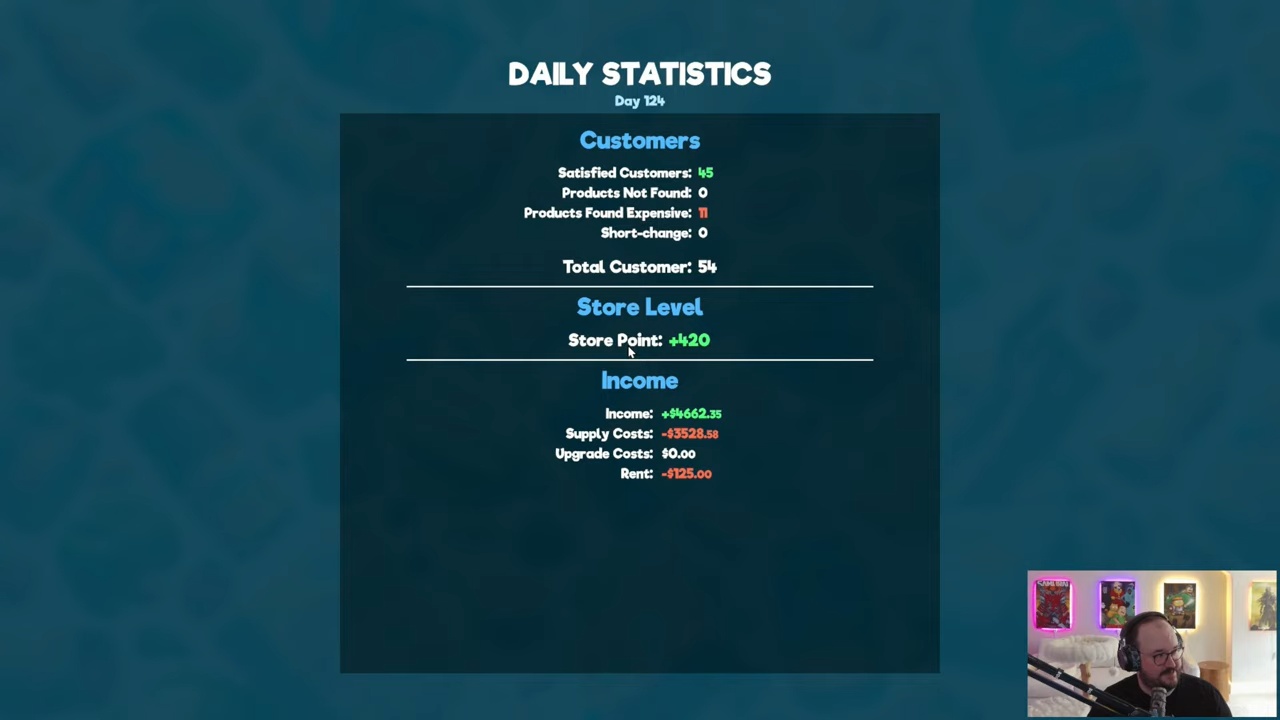 DAILY STATISTICS
Day 124
Customers
Satisfied Customers: 45
Products Not Found: 0
Products Found Expensive: 11
Short-change: 0
Total Customer: 54
Store Level
Store Point: +420
Income
Income: +$4662.35
Supply Costs: -$3528.58
Upgrade Costs: $0.00
Rent: -$125.00